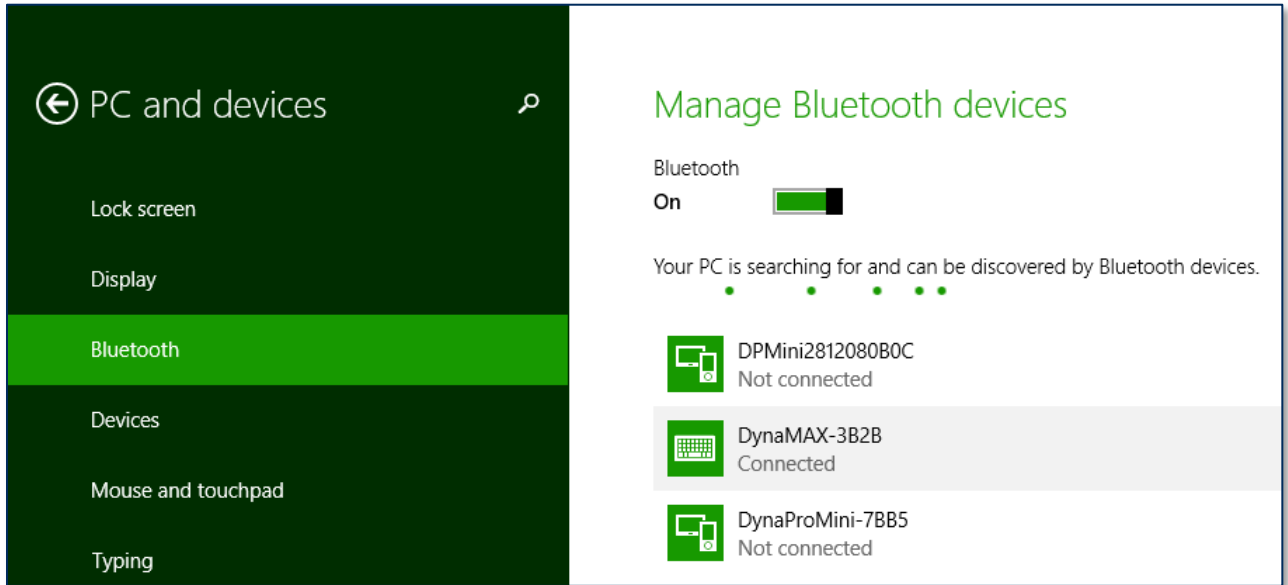 PC and devices
Lock screen
Display
Bluetooth
Devices
Mouse and touchpad
Typing
Manage Bluetooth devices
Bluetooth
On
Your PC is searching for and can be discovered by Bluetooth devices.
DPMini2812080B0C
Not connected
DynaMAX-3B2B
Connected
DynaProMini-7BB5
Not connected